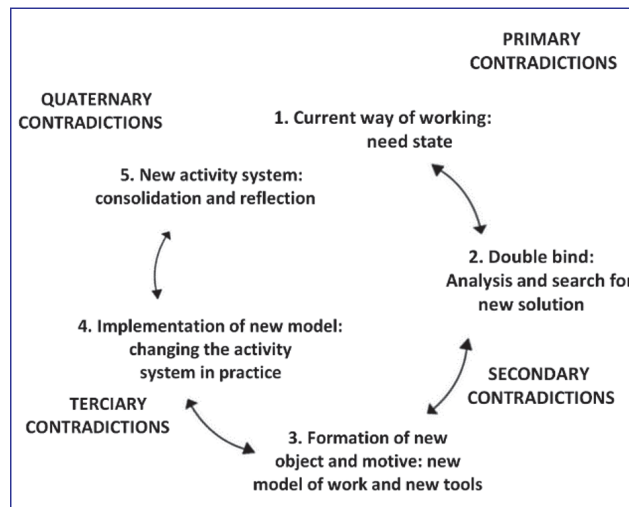 PRIMARY
CONTRADICTIONS
QUATERNARY
CONTRADICTIONS
1. Current way of working:
need state
5. New activity system:
consolidation and reflection
2. Double bind:
Analysis and search for
new solution
4. Implementation of new model:
changing the activity
system in practice
SECONDARY
CONTRADICTIONS
TERCIARY
CONTRADICTIONS
3. Formation of new
object and motive: new
model of work and new tools